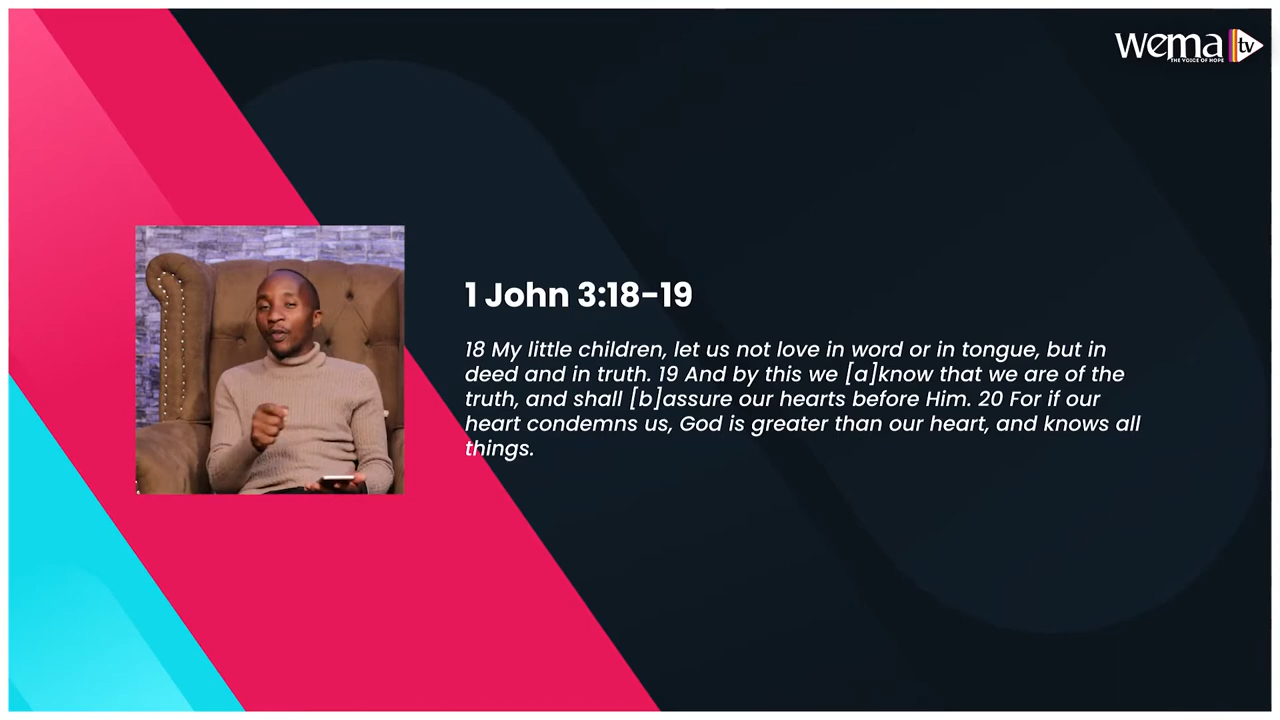 wema tv
THE VOICE OF HOPE
1 John 3:18-19
18 My little children, let us not love in word or in tongue, but in
deed and in truth. 19 And by this we [a]know that we are of the
truth, and shall [b]assure our hearts before Him. 20 For if our
heart condemns us, God is greater than our heart, and knows all
things.